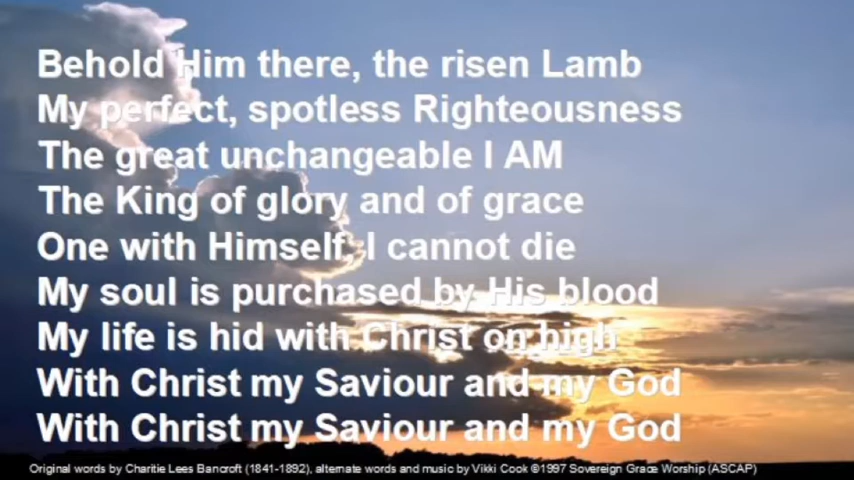 Behold Him there, the risen Lamb
My perfect, spotless Righteousness
The great unchangeable I AM
The King of glory and of grace
One with Himself, I cannot die
My soul is purchased by His blood
My life is hid with Christ on high
With Christ my Saviour and my God
With Christ my Saviour and my God
Original words by Charitie Lees Bancroft (1841-1892), alternate words and music by Vikki Cook ©1997 Sovereign Grace Worship (ASCAP)